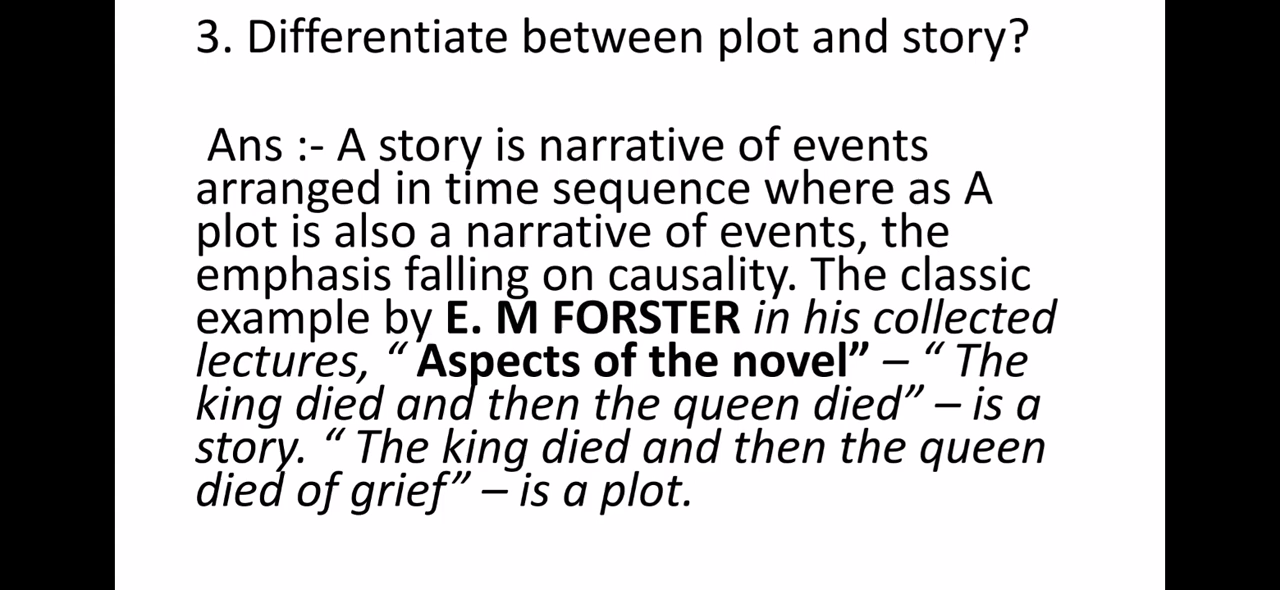 3. Differentiate between plot and story?
Ans :- A story is narrative of events
arranged in time sequence where as A
plot is also a narrative of events, the
emphasis falling on causality. The classic
example by E. M FORSTER in his collected
lectures, “ Aspects of the novel” – “ The
king died and then the queen died” – is a
story. “ The king died and then the queen
died of grief” – is a plot.